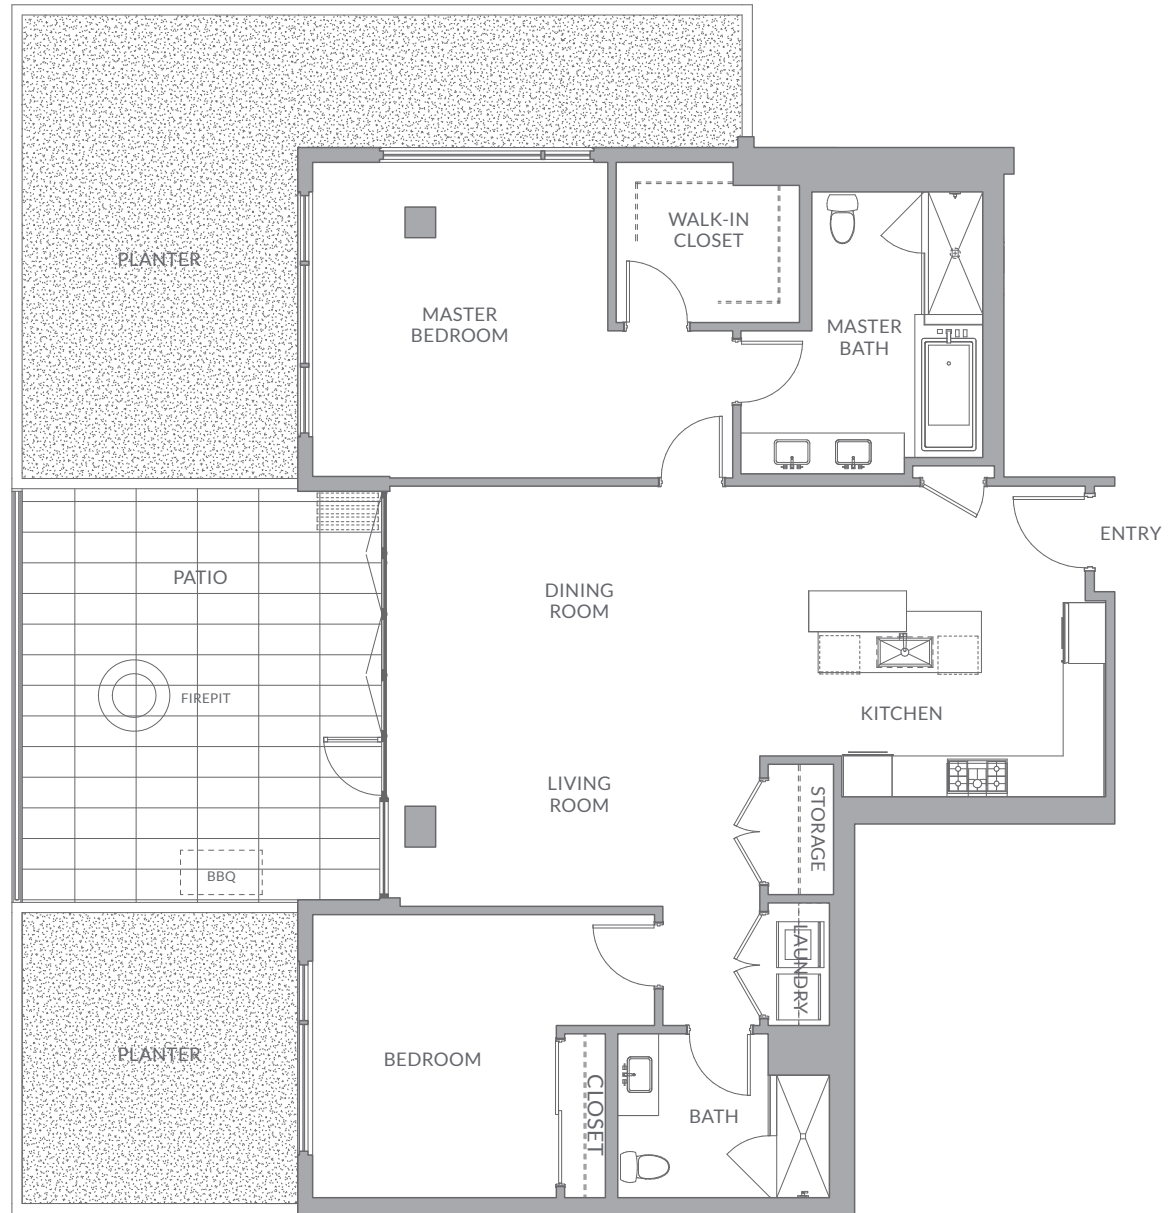 WALK-IN
CLOSET
PLANTER
MASTER
BEDROOM
MASTER
BATH
ENTRY
PATIO
DINING
ROOM
FIREPIT
KITCHEN
LIVING
ROOM
STORAGE
BBQ
LAUNDRY
PLANTER
BEDROOM
CLOSET
BATH